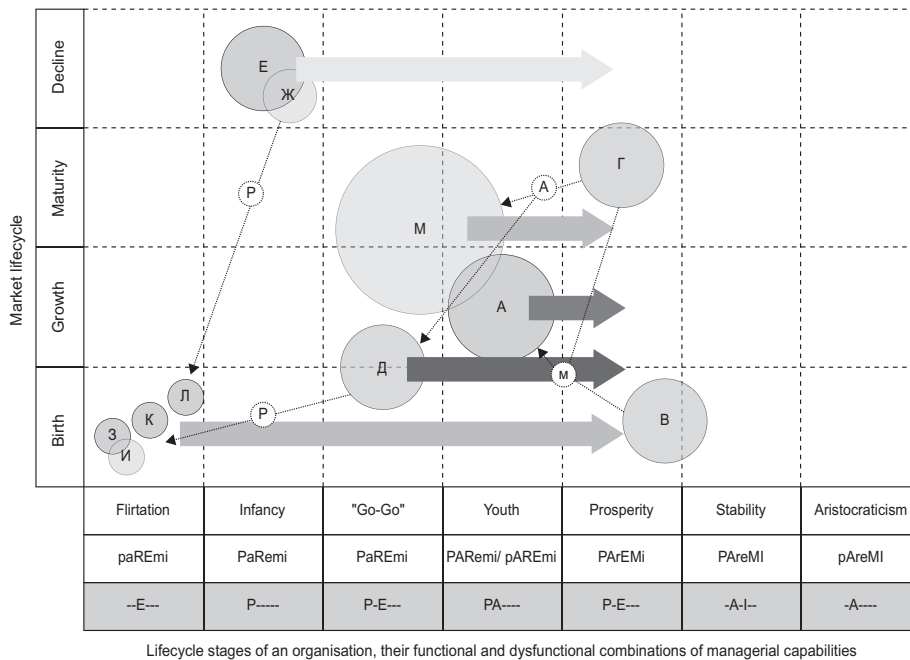 Market lifecycle
Decline
Maturity
Growth
Birth
Е
Ж
Р
Г
А
М
А
Д
м
В
Л
Р
К
З
И
Flirtation
Infancy
"Go-Go"
Youth
Prosperity
Stability
Aristocraticism
paREmi
PaRemi
PaREmi
PARemi/ pAREmi
PArEMi
PAreMI
pAreMI
--E---
P-----
P-E---
PA----
P-E---
-A-I--
-A----
Lifecycle stages of an organisation, their functional and dysfunctional combinations of managerial capabilities